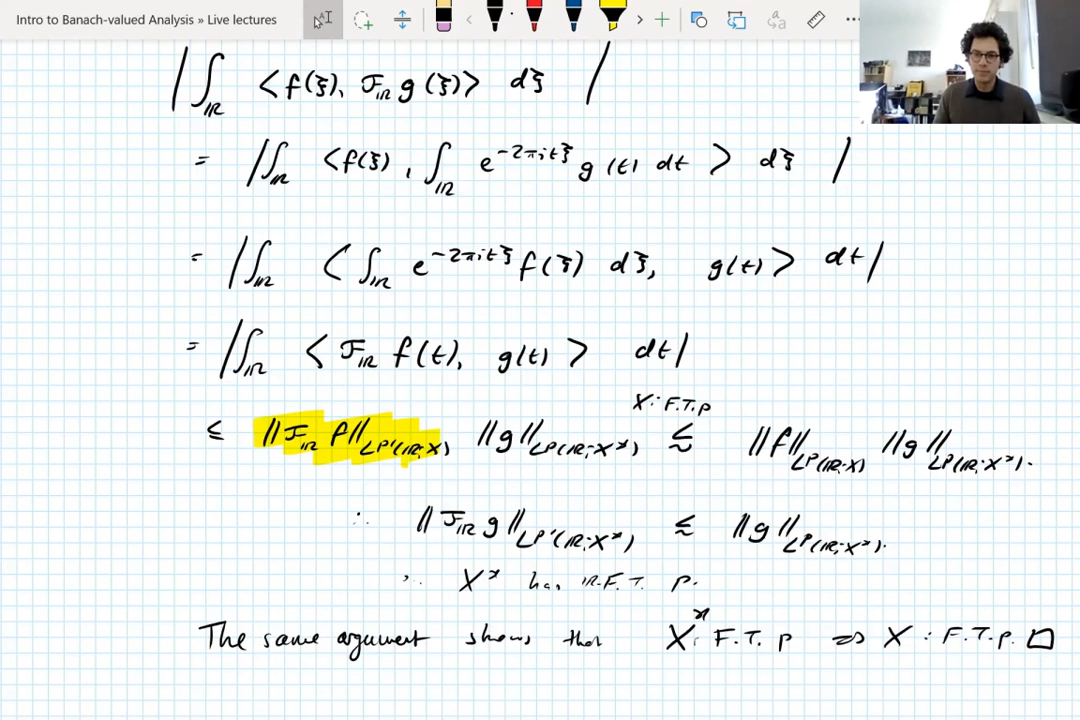 Intro to Banach-valued Analysis » Live lectures
|∫_ℝ <f(ξ), ℱ_ℝ g(ξ)> dξ|
= |∫_ℝ <f(ξ), ∫_ℝ e^{-2πitξ} g(t) dt> dξ|
= |∫_ℝ <∫_ℝ e^{-2πitξ} f(ξ) dξ, g(t)> dt|
= |∫_ℝ <ℱ_ℝ f(t), g(t)> dt|
X: F.T.p
≤ ||ℱ_ℝ f||_{L^{p'}(ℝ;X)} ||g||_{L^p(ℝ;X*)} ≲ ||f||_{L^p(ℝ;X)} ||g||_{L^p(ℝ;X*)}.
∴ ||ℱ_ℝ g||_{L^{p'}(ℝ;X*)} ≲ ||g||_{L^p(ℝ;X*)}.
∴ X* has ℝ-F.T. p.
The same argument shows that X*: F.T. p ⇒ X : F.T.p. □